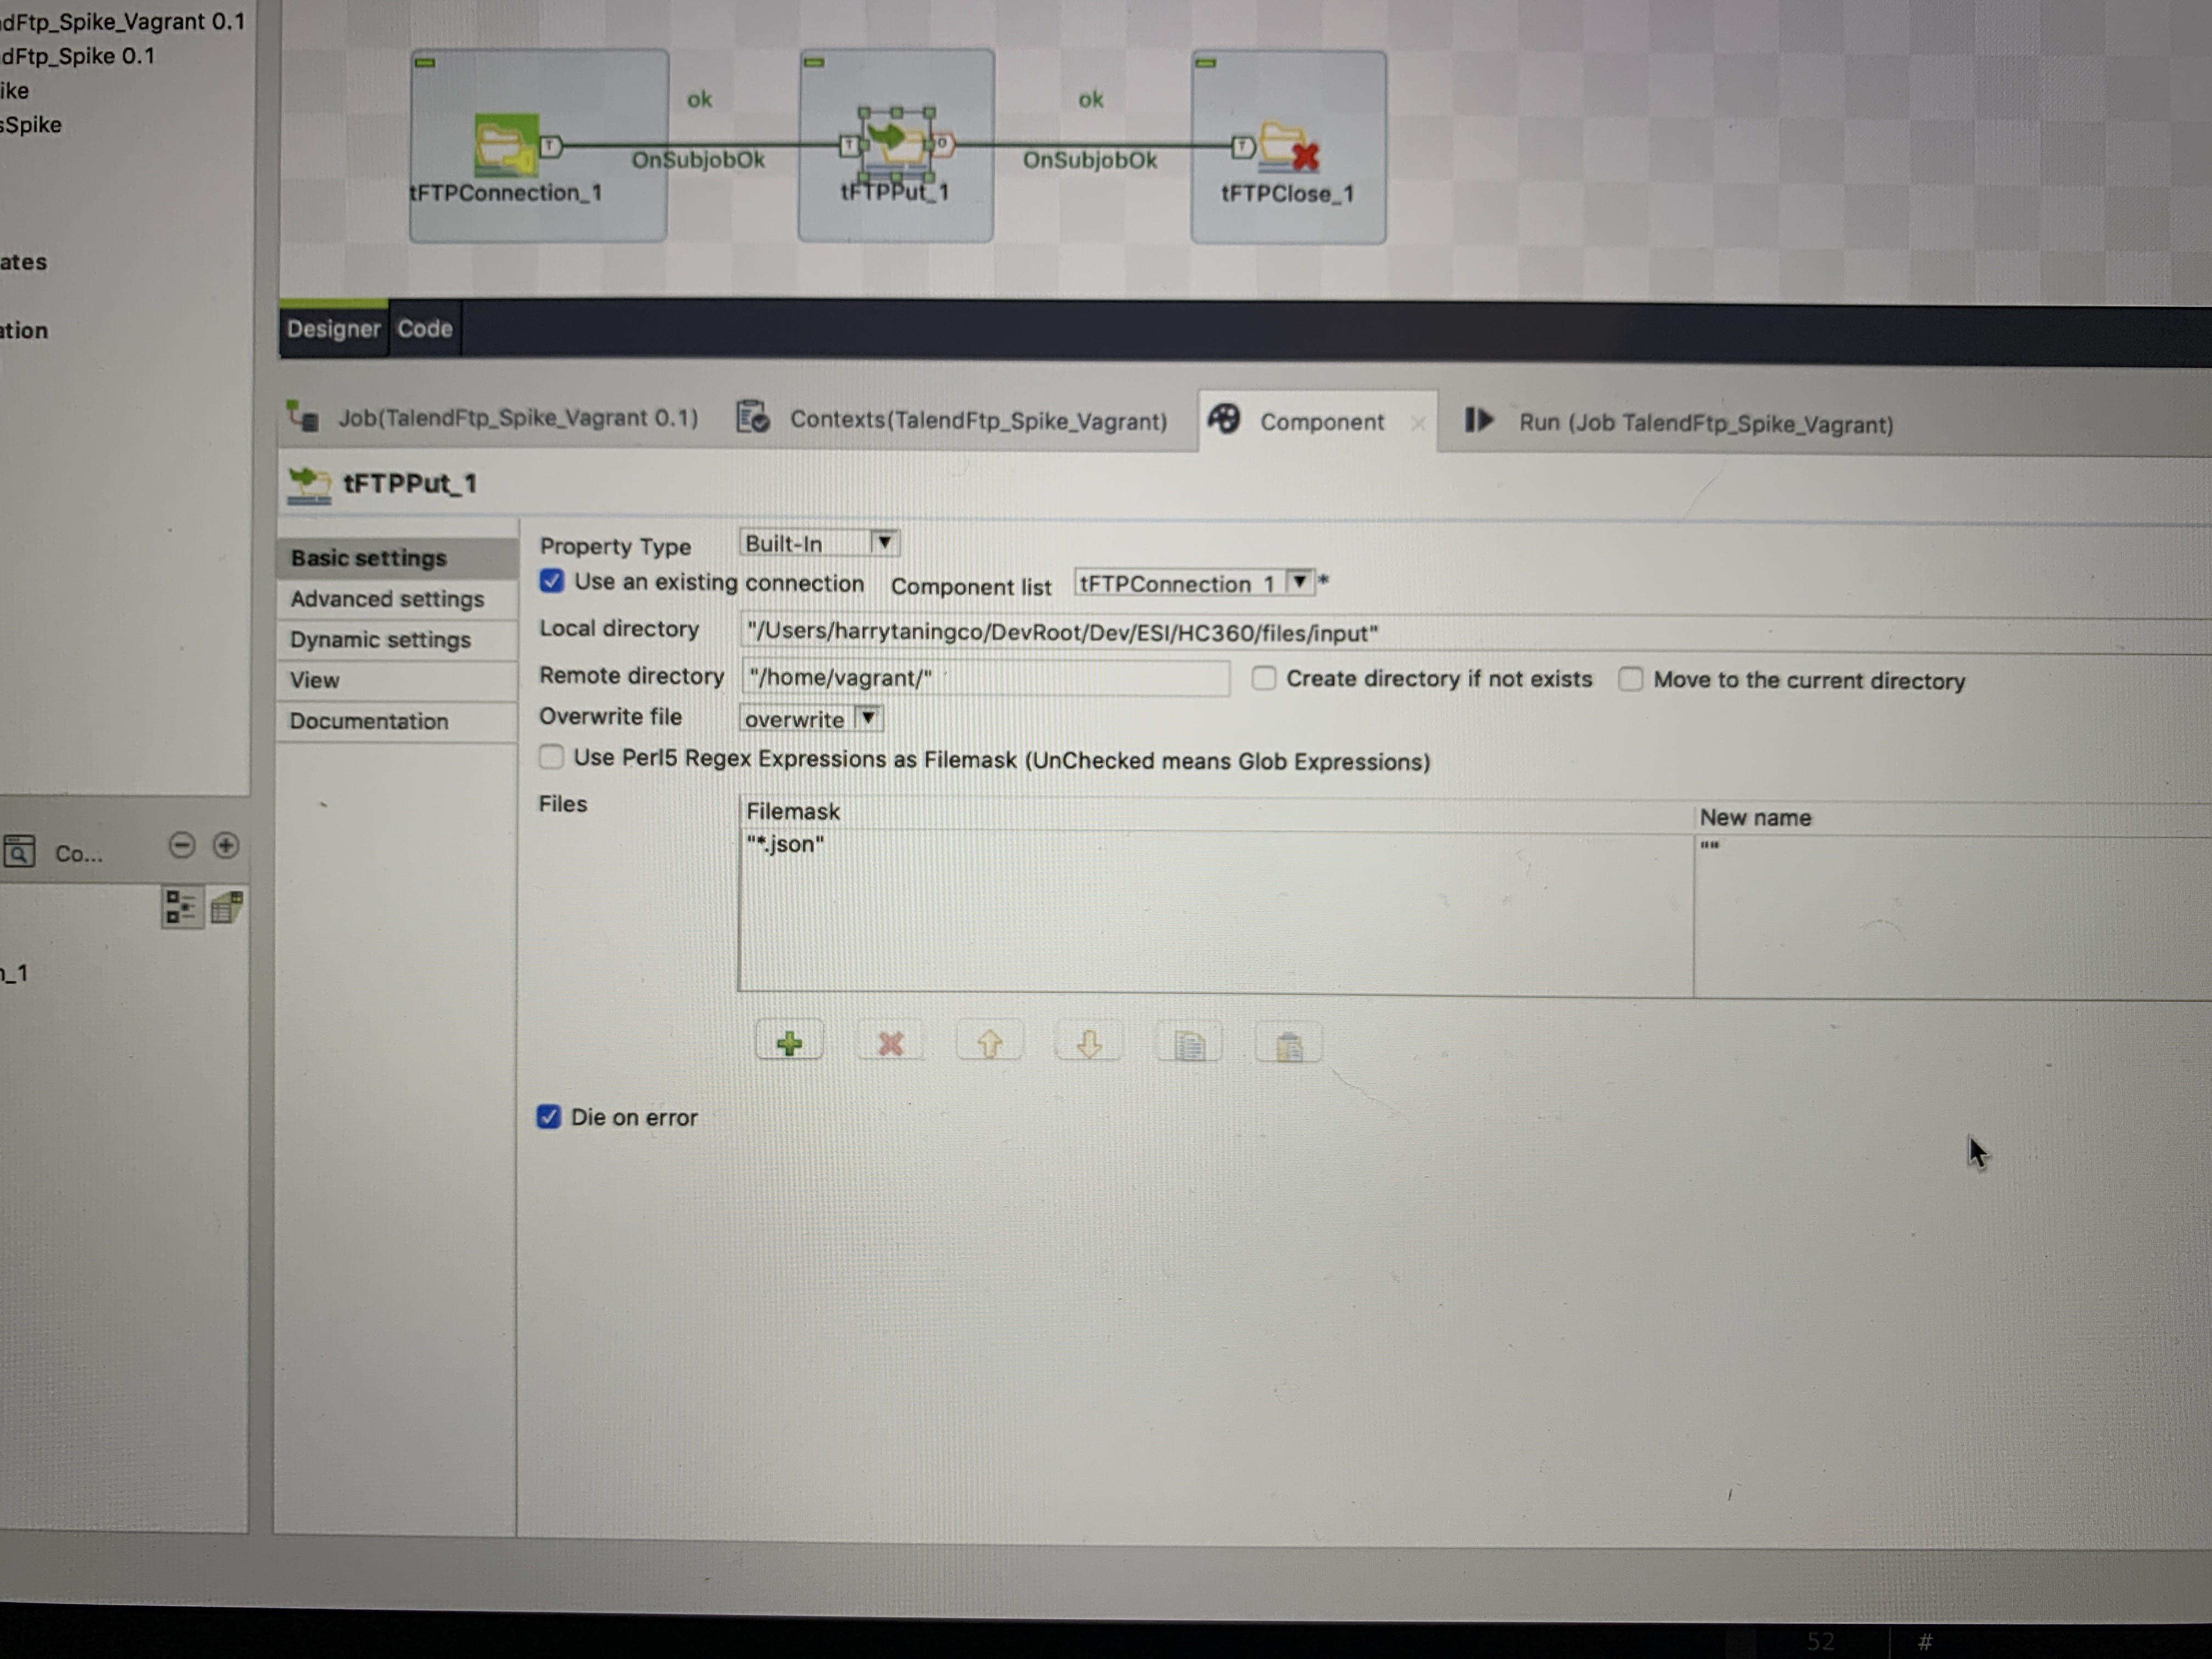 dFtp_Spike_Vagrant 0.1
dFtp_Spike 0.1
ike
sSpike
ates
ation
ok
ok
T
T
O
T
OnSubjobOk
OnSubjobOk
tFTPConnection_1
tFTPPut_1
tFTPClose_1
Designer
Code
Job(TalendFtp_Spike_Vagrant 0.1)
Contexts(TalendFtp_Spike_Vagrant)
Component
Run (Job TalendFtp_Spike_Vagrant)
tFTPPut_1
Basic settings
Advanced settings
Dynamic settings
View
Documentation
Property Type
Built-In
Use an existing connection
Component list
tFTPConnection 1
*
Local directory
"/Users/harrytaningco/DevRoot/Dev/ESI/HC360/files/input"
Remote directory
"/home/vagrant/"
Create directory if not exists
Move to the current directory
Overwrite file
overwrite
Use Perl5 Regex Expressions as Filemask (UnChecked means Glob Expressions)
Files
Filemask
New name
"*.json"
""
Die on error
Co...
n_1
52
#